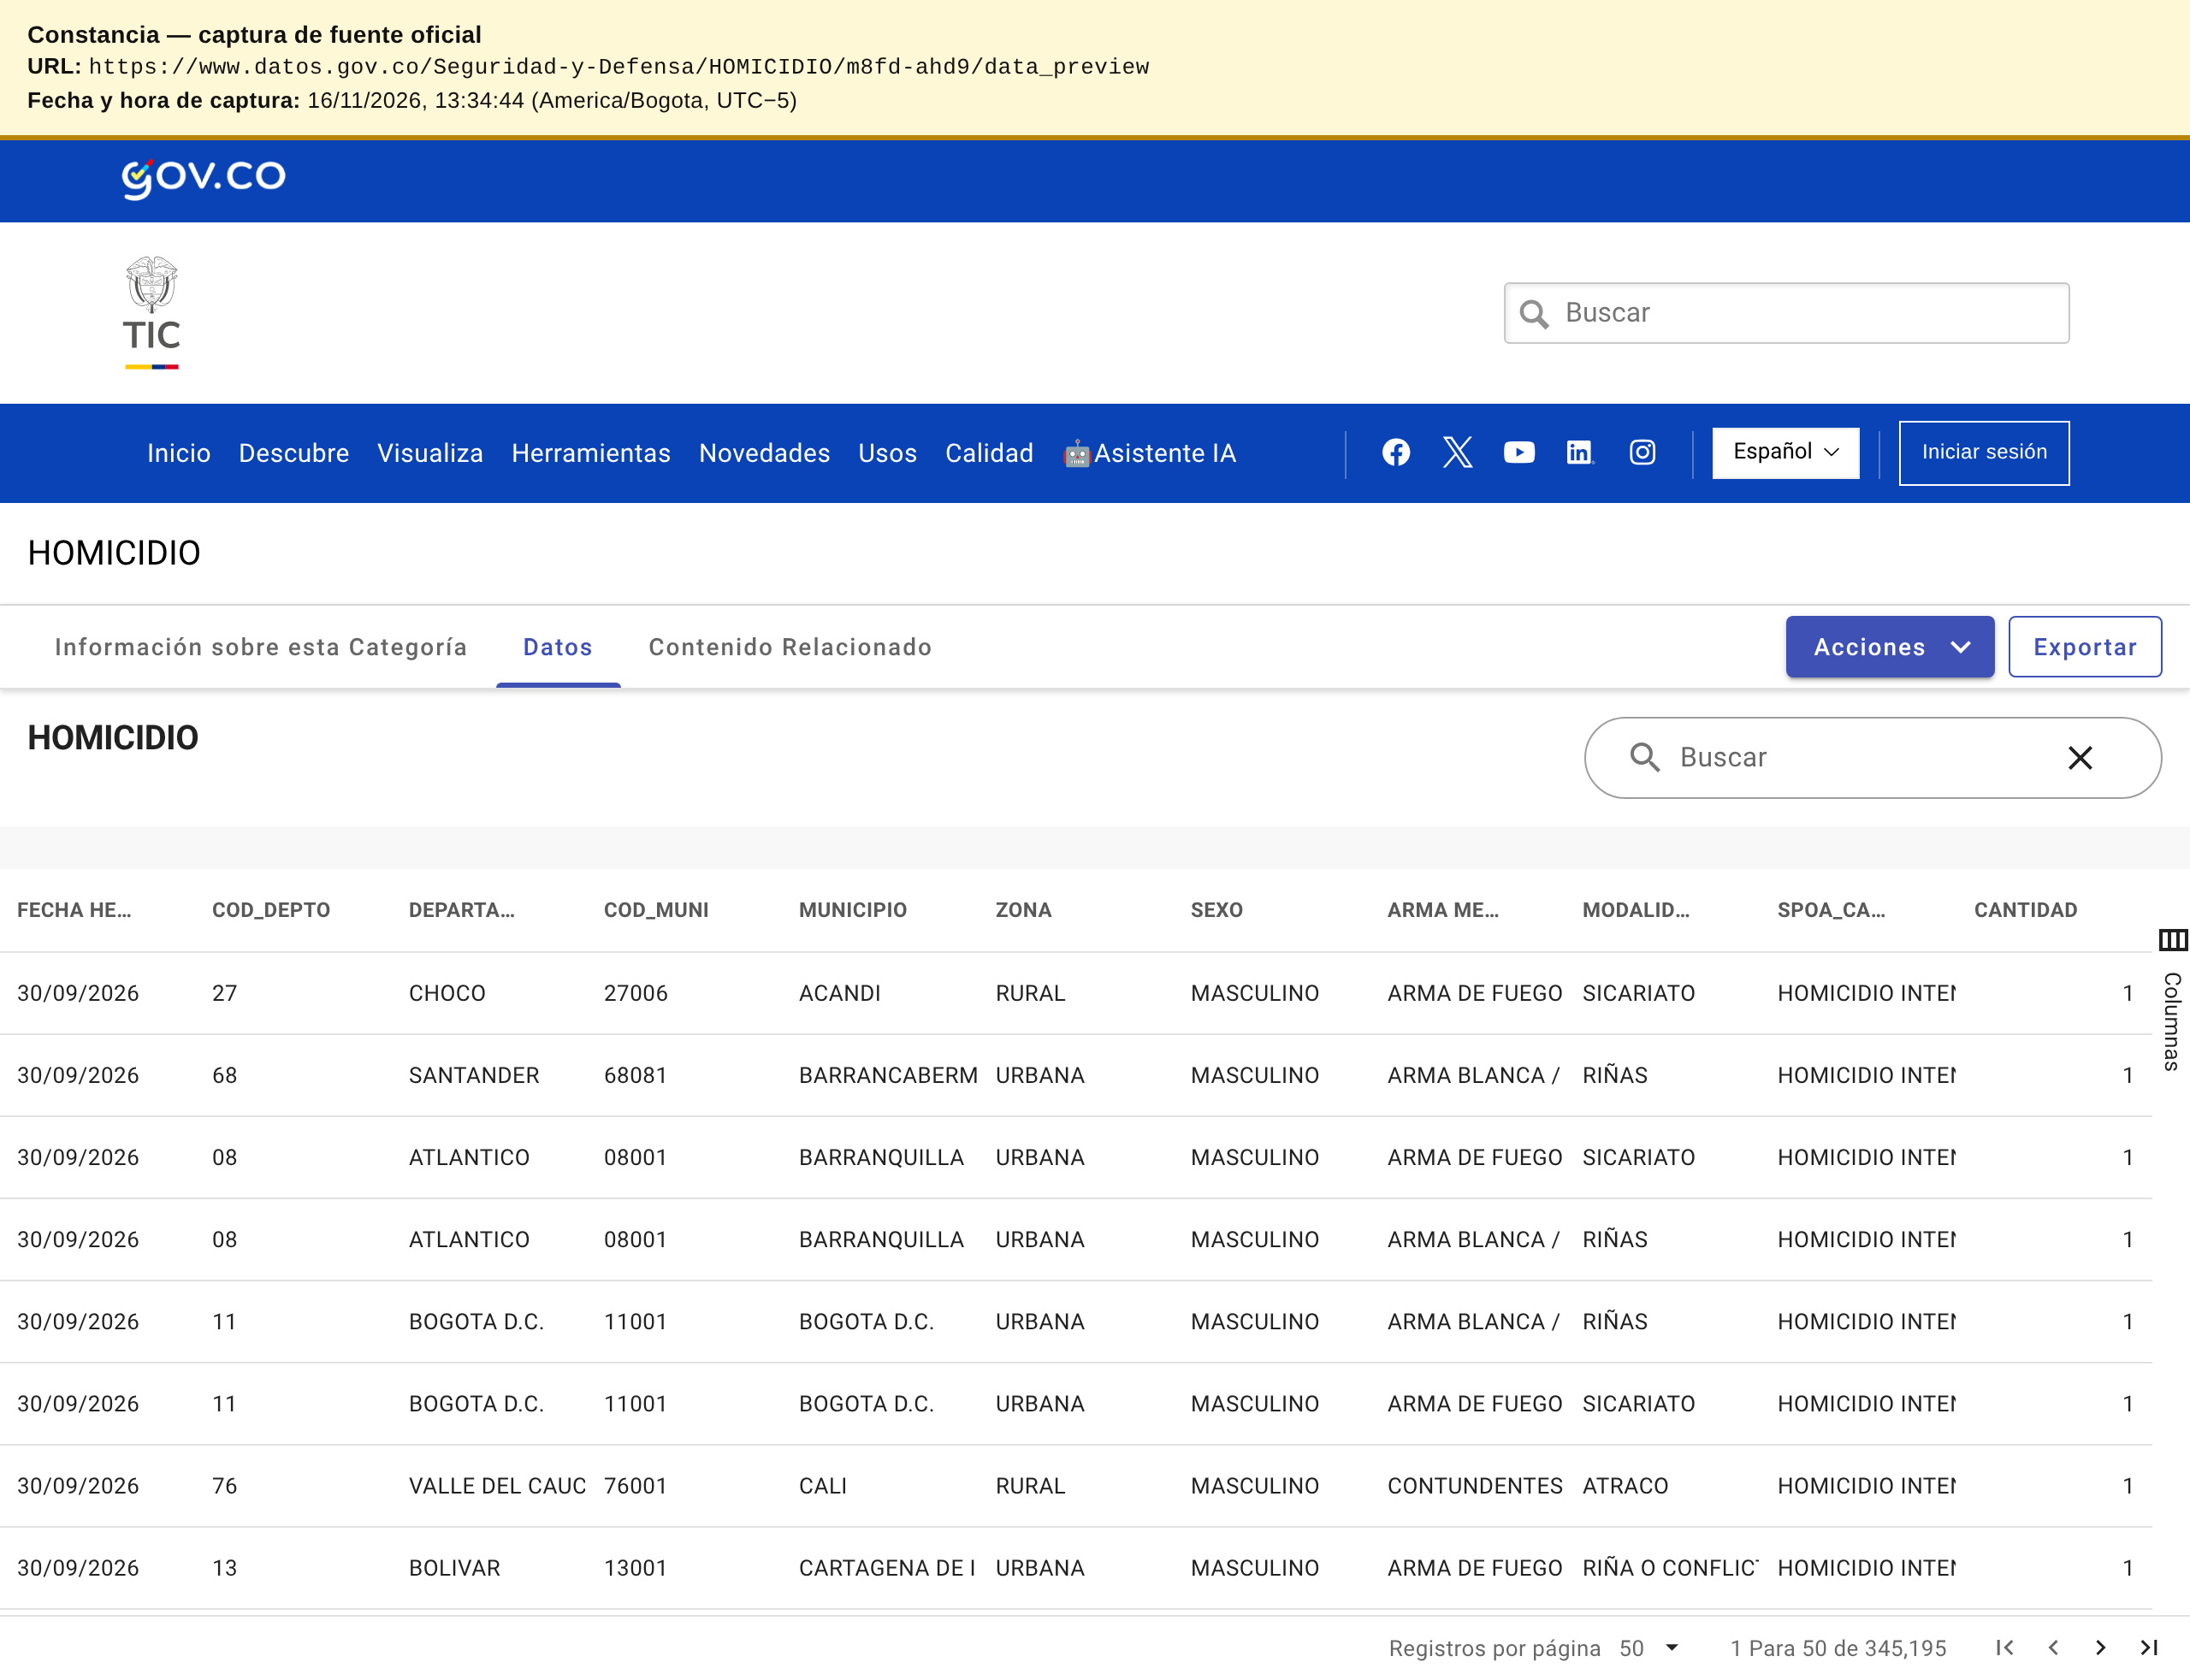 Constancia — captura de fuente oficial
URL: https://www.datos.gov.co/Seguridad-y-Defensa/HOMICIDIO/m8fd-ahd9/data_preview
Fecha y hora de captura: 16/11/2026, 13:34:44 (America/Bogota, UTC−5)
gov.co
TIC
Buscar
Inicio Descubre Visualiza Herramientas Novedades Usos Calidad 🤖Asistente IA Español Iniciar sesión
HOMICIDIO
Información sobre esta Categoría Datos Contenido Relacionado Acciones Exportar
HOMICIDIO
Buscar
FECHA HE... COD_DEPTO DEPARTA... COD_MUNI MUNICIPIO ZONA SEXO ARMA ME... MODALID... SPOA_CA... CANTIDAD
Columnas
30/09/2026 27 CHOCO 27006 ACANDI RURAL MASCULINO ARMA DE FUEGO SICARIATO HOMICIDIO INTEN 1
30/09/2026 68 SANTANDER 68081 BARRANCABERM URBANA MASCULINO ARMA BLANCA / RIÑAS HOMICIDIO INTEN 1
30/09/2026 08 ATLANTICO 08001 BARRANQUILLA URBANA MASCULINO ARMA DE FUEGO SICARIATO HOMICIDIO INTEN 1
30/09/2026 08 ATLANTICO 08001 BARRANQUILLA URBANA MASCULINO ARMA BLANCA / RIÑAS HOMICIDIO INTEN 1
30/09/2026 11 BOGOTA D.C. 11001 BOGOTA D.C. URBANA MASCULINO ARMA BLANCA / RIÑAS HOMICIDIO INTEN 1
30/09/2026 11 BOGOTA D.C. 11001 BOGOTA D.C. URBANA MASCULINO ARMA DE FUEGO SICARIATO HOMICIDIO INTEN 1
30/09/2026 76 VALLE DEL CAUC 76001 CALI RURAL MASCULINO CONTUNDENTES ATRACO HOMICIDIO INTEN 1
30/09/2026 13 BOLIVAR 13001 CARTAGENA DE I URBANA MASCULINO ARMA DE FUEGO RIÑA O CONFLICT HOMICIDIO INTEN 1
Registros por página 50 1 Para 50 de 345,195